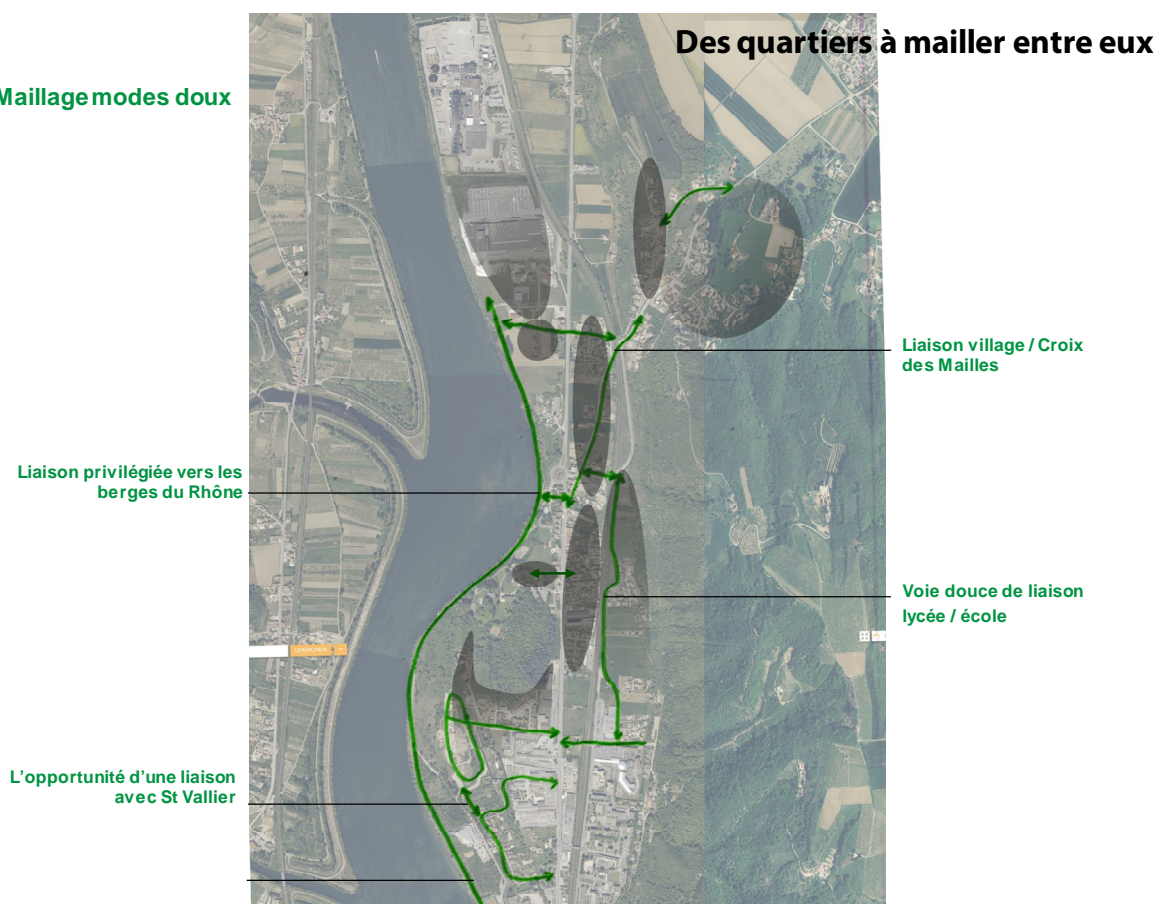 Des quartiers à mailler entre eux
Maillage modes doux
Liaison village / Croix
des Mailles
Liaison privilégiée vers les
berges du Rhône
Voie douce de liaison
lycée / école
L'opportunité d'une liaison
avec St Vallier